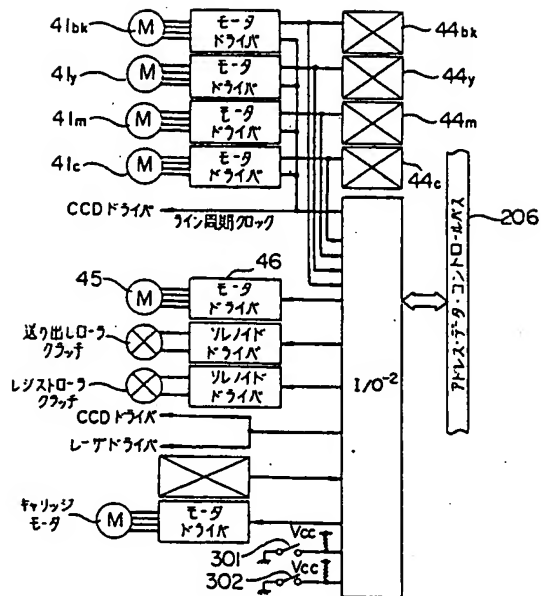 41bk
M
モータ
ドライバ
44bk
41y
M
モータ
ドライバ
44y
41m
M
モータ
ドライバ
44m
41c
M
モータ
ドライバ
44c
CCDドライバ
ライン周期クロック
206
アドレス・データ・コントロールバス
45
M
46
モータ
ドライバ
送り出しローラ
クラッチ
ソレノイド
ドライバ
I/O-2
レジストローラ
クラッチ
ソレノイド
ドライバ
CCDドライバ
レーザドライバ
キャリッジ
モータ
M
モータ
ドライバ
301
Vcc
302
Vcc